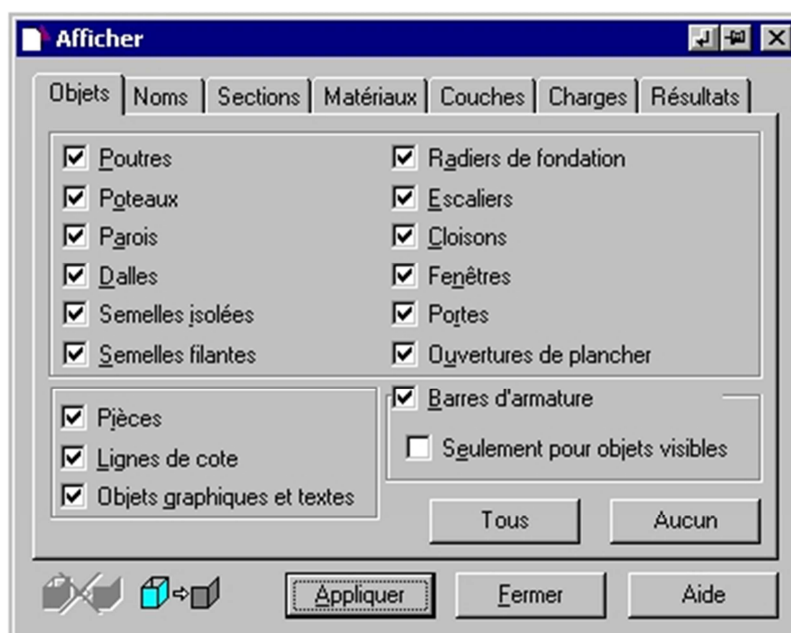 Afficher
Objets Noms Sections Matériaux Couches Charges Résultats
Poutres
Poteaux
Parois
Dalles
Semelles isolées
Semelles filantes
Radiers de fondation
Escaliers
Cloisons
Fenêtres
Portes
Ouvertures de plancher
Pièces
Lignes de cote
Objets graphiques et textes
Barres d'armature
Seulement pour objets visibles
Tous Aucun
Appliquer Fermer Aide